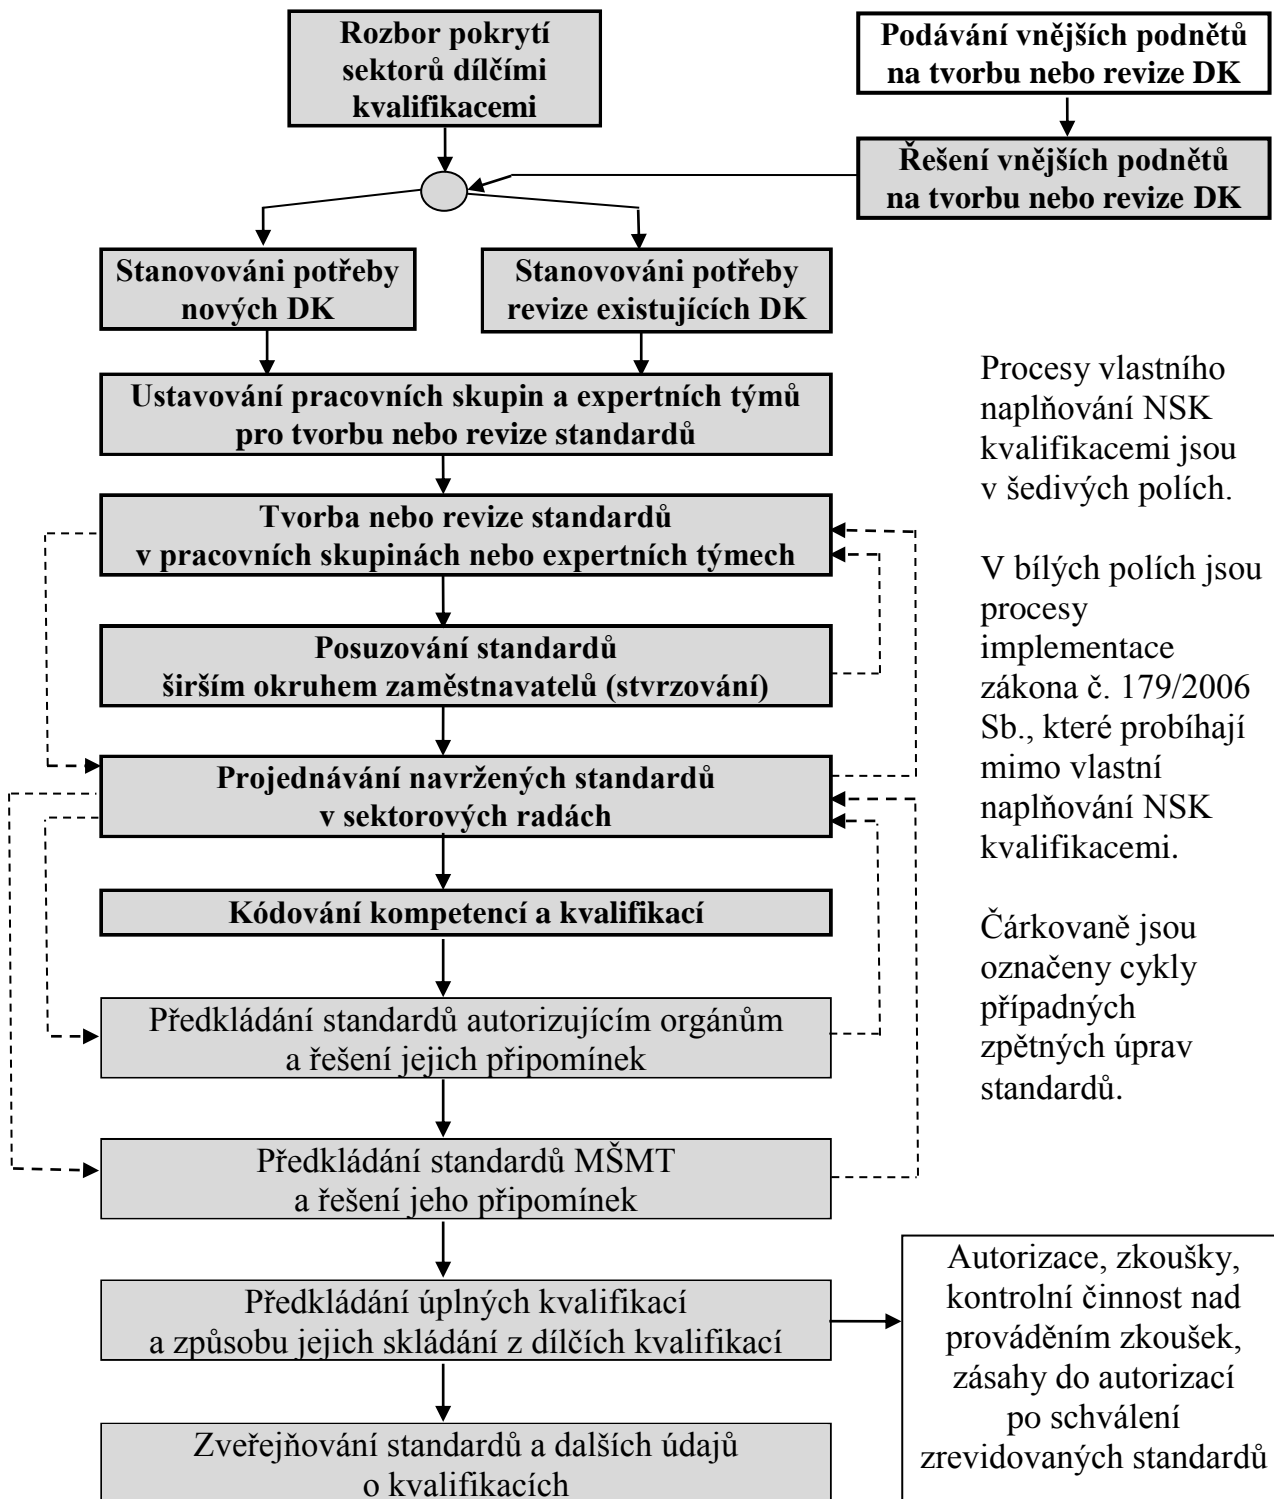 Rozbor pokrytí
sektorů dílčími
kvalifikacemi
Podávání vnějších podnětů
na tvorbu nebo revize DK
Řešení vnějších podnětů
na tvorbu nebo revize DK
Stanovováni potřeby
nových DK
Stanovováni potřeby
revize existujících DK
Ustavování pracovních skupin a expertních týmů
pro tvorbu nebo revize standardů
Tvorba nebo revize standardů
v pracovních skupinách nebo expertních týmech
Posuzování standardů
širším okruhem zaměstnavatelů (stvrzování)
Projednávání navržených standardů
v sektorových radách
Kódování kompetencí a kvalifikací
Předkládání standardů autorizujícím orgánům
a řešení jejich připomínek
Předkládání standardů MŠMT
a řešení jeho připomínek
Předkládání úplných kvalifikací
a způsobu jejich skládání z dílčích kvalifikací
Zveřejňování standardů a dalších údajů
o kvalifikacích
Procesy vlastního
naplňování NSK
kvalifikacemi jsou
v šedivých polích.
V bílých polích jsou
procesy
implementace
zákona č. 179/2006
Sb., které probíhají
mimo vlastní
naplňování NSK
kvalifikacemi.
Čárkovaně jsou
označeny cykly
případných
zpětných úprav
standardů.
Autorizace, zkoušky,
kontrolní činnost nad
prováděním zkoušek,
zásahy do autorizací
po schválení
zrevidovaných standardů